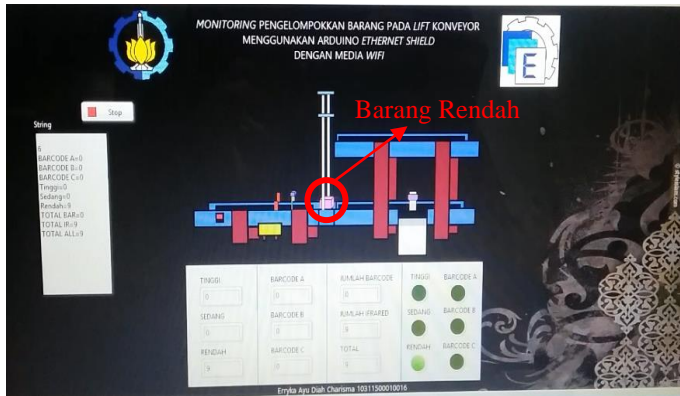 MONITORING PENGELOMPOKKAN BARANG PADA LIFT KONVEYOR
MENGGUNAKAN ARDUINO ETHERNET SHIELD
DENGAN MEDIA WIFI
E
Barang Rendah
Stop
String
6
BARCODE A=0
BARCODE B=0
BARCODE C=0
Tinggi=0
Sedang=0
Rendah=9
TOTAL BAR=0
TOTAL IR=9
TOTAL ALL=9
TINGGI BARCODE A JUMLAH BARCODE TINGGI BARCODE A
0 0 0
SEDANG BARCODE B JUMLAH IFRARED SEDANG BARCODE B
0 0 9
RENDAH BARCODE C TOTAL RENDAH BARCODE C
9 0 9
Erryka Ayu Diah Charisma 10311500010016